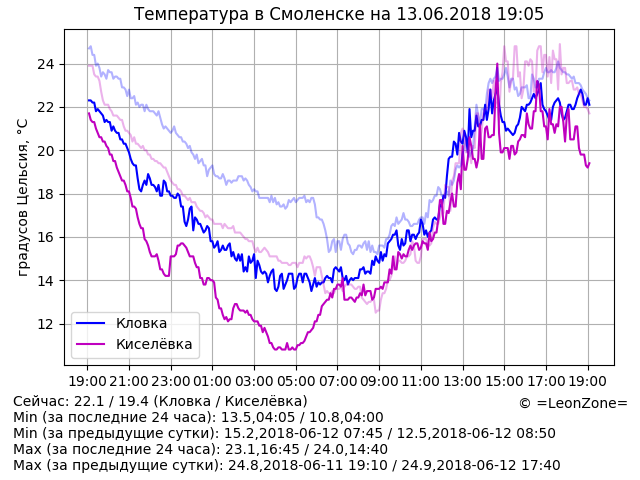 Температура в Смоленске на 13.06.2018 19:05
градусов Цельсия, °C
24
22
20
18
16
14
12
Кловка
Киселёвка
19:00 21:00 23:00 01:00 03:00 05:00 07:00 09:00 11:00 13:00 15:00 17:00 19:00
Сейчас: 22.1 / 19.4 (Кловка / Киселёвка)
© =LeonZone=
Min (за последние 24 часа): 13.5,04:05 / 10.8,04:00
Min (за предыдущие сутки): 15.2,2018-06-12 07:45 / 12.5,2018-06-12 08:50
Max (за последние 24 часа): 23.1,16:45 / 24.0,14:40
Max (за предыдущие сутки): 24.8,2018-06-11 19:10 / 24.9,2018-06-12 17:40